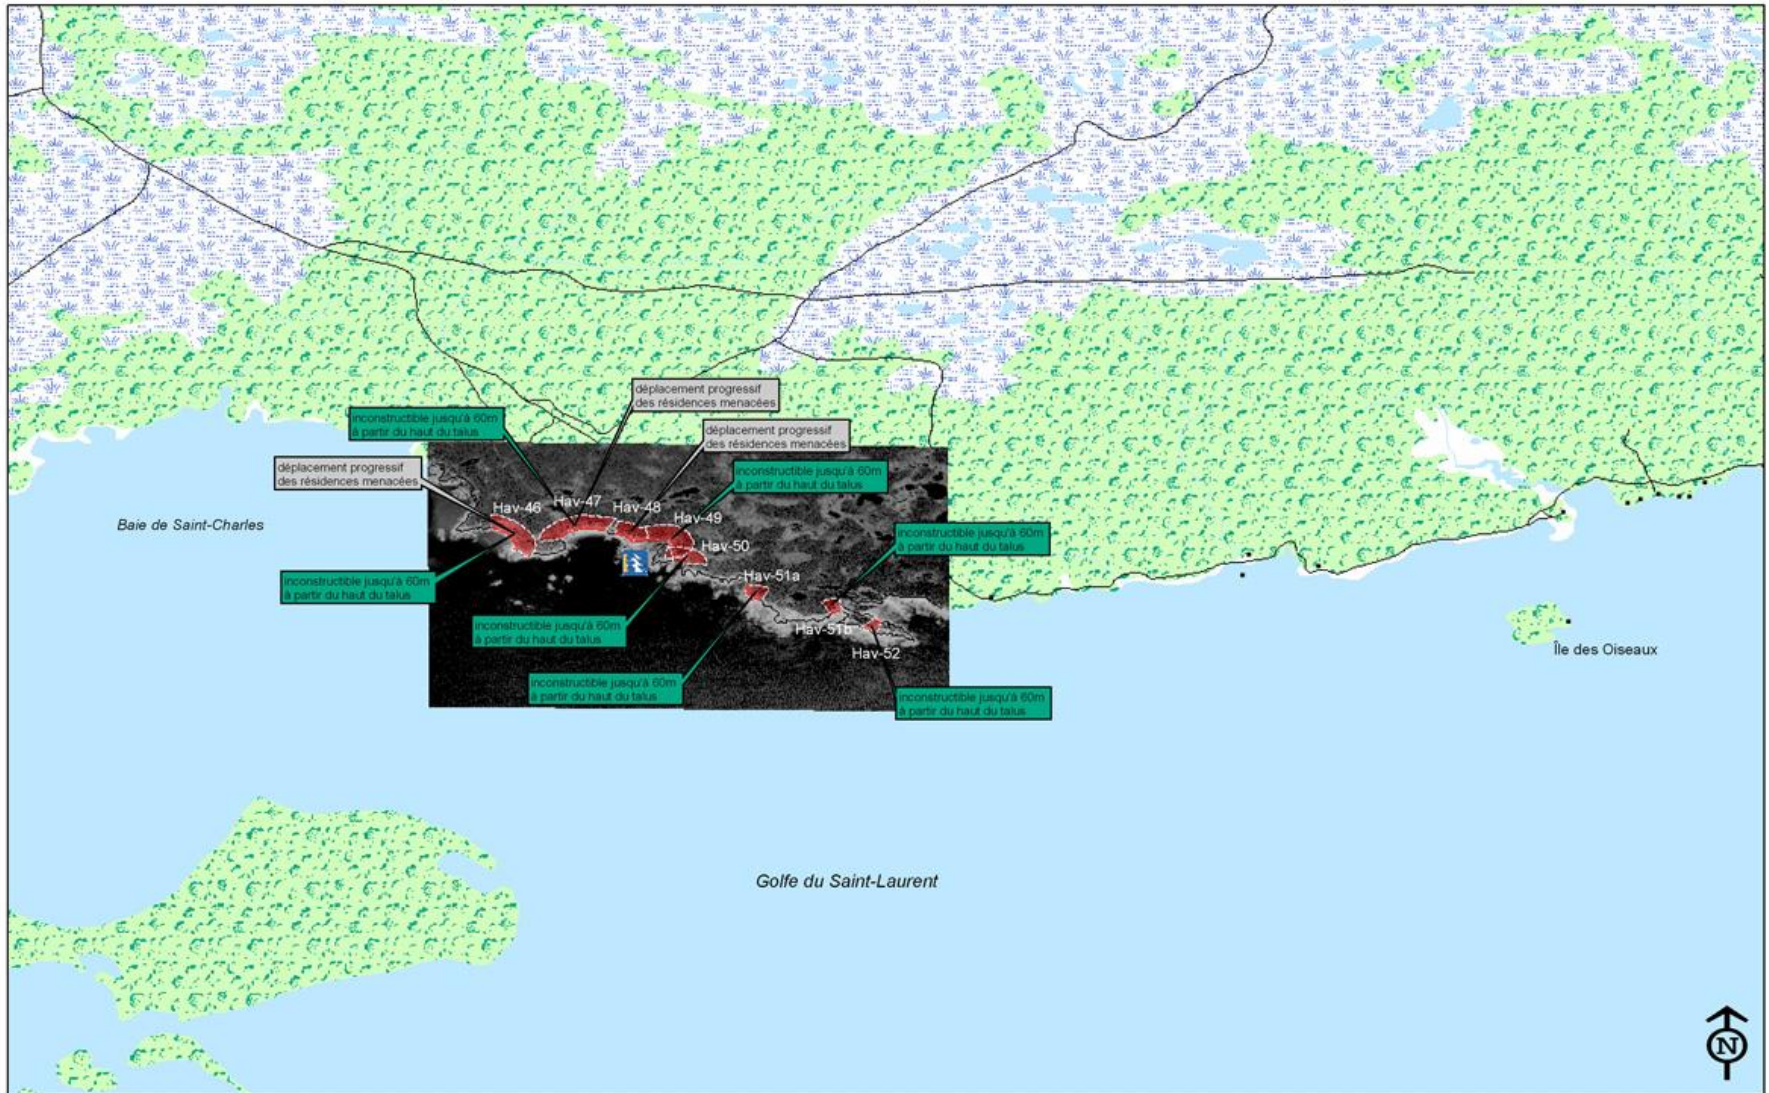 déplacement progressif
des résidences menacées
inconstructible jusqu'à 60m
à partir du haut du talus
déplacement progressif
des résidences menacées
déplacement progressif
des résidences menacées
inconstructible jusqu'à 60m
à partir du haut du talus
Hav-46
Hav-47
Hav-48
Hav-49
Baie de Saint-Charles
inconstructible jusqu'à 60m
à partir du haut du talus
Hav-50
inconstructible jusqu'à 60m
à partir du haut du talus
Hav-51a
inconstructible jusqu'à 60m
à partir du haut du talus
Hav-51b
Hav-52
Île des Oiseaux
inconstructible jusqu'à 60m
à partir du haut du talus
inconstructible jusqu'à 60m
à partir du haut du talus
Golfe du Saint-Laurent
N